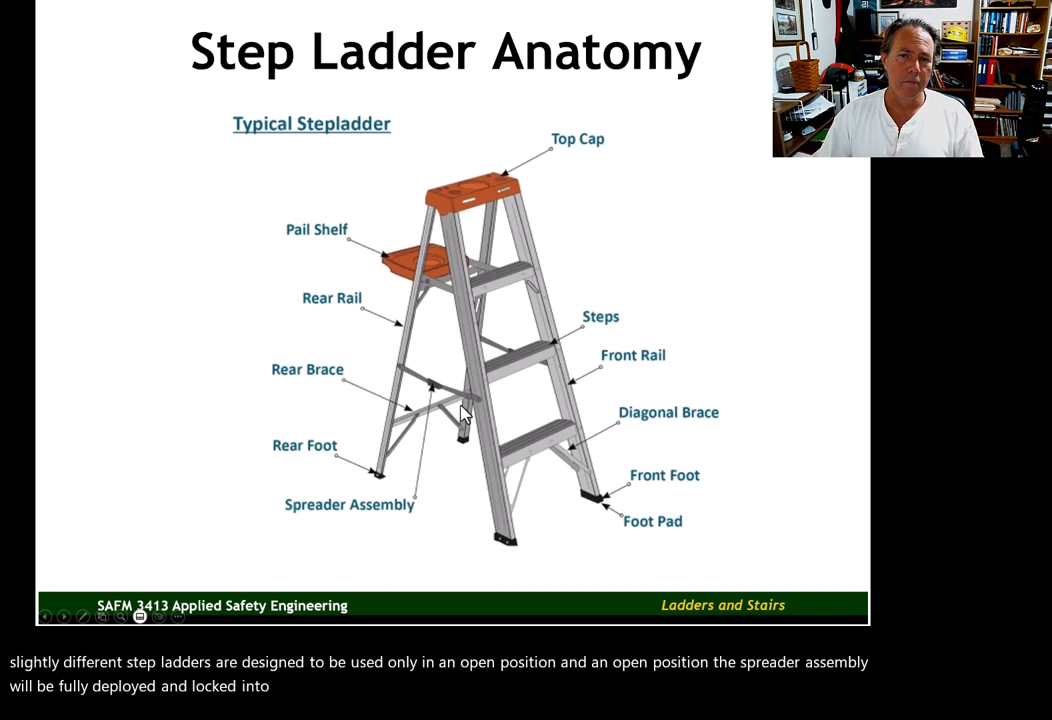 Step Ladder Anatomy
Typical Stepladder
Top Cap
Pail Shelf
Rear Rail
Steps
Front Rail
Rear Brace
Diagonal Brace
Rear Foot
Front Foot
Spreader Assembly
Foot Pad
SAFM 3413 Applied Safety Engineering
Ladders and Stairs
slightly different step ladders are designed to be used only in an open position and an open position the spreader assembly
will be fully deployed and locked into